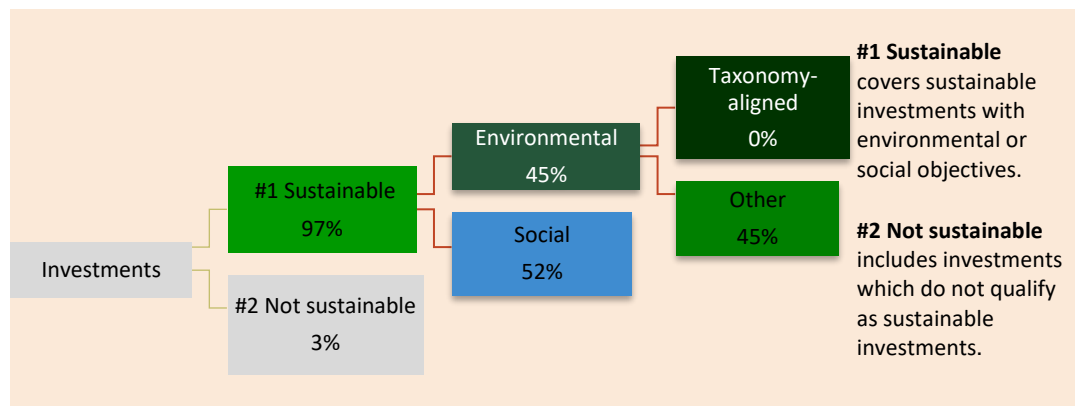 Investments
#1 Sustainable
97%
#2 Not sustainable
3%
Environmental
45%
Social
52%
Taxonomy-
aligned
0%
Other
45%
#1 Sustainable
covers sustainable
investments with
environmental or
social objectives.
#2 Not sustainable
includes investments
which do not qualify
as sustainable
investments.